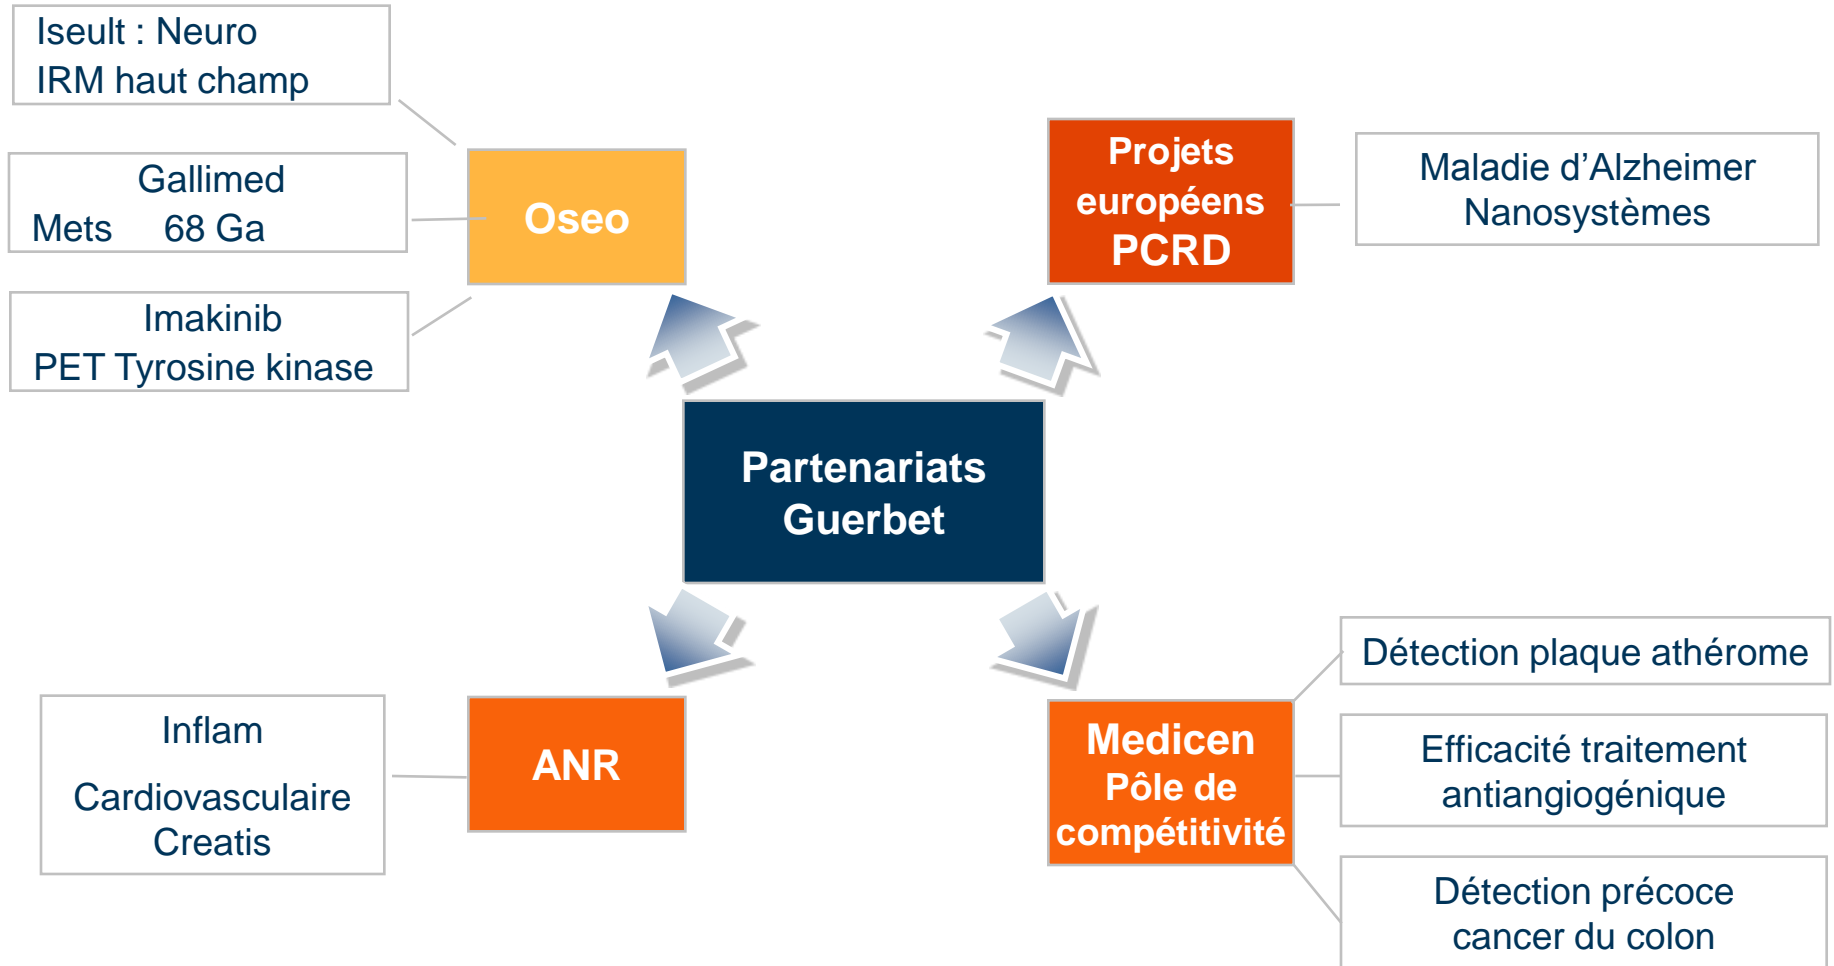 Iseult : Neuro
IRM haut champ
Gallimed
Mets 68 Ga
Imakinib
PET Tyrosine kinase
Oseo
Projets
européens
PCRD
Maladie d’Alzheimer
Nanosystèmes
Partenariats
Guerbet
Inflam
Cardiovasculaire
Creatis
ANR
Medicen
Pôle de
compétitivité
Détection plaque athérome
Efficacité traitement
antiangiogénique
Détection précoce
cancer du colon